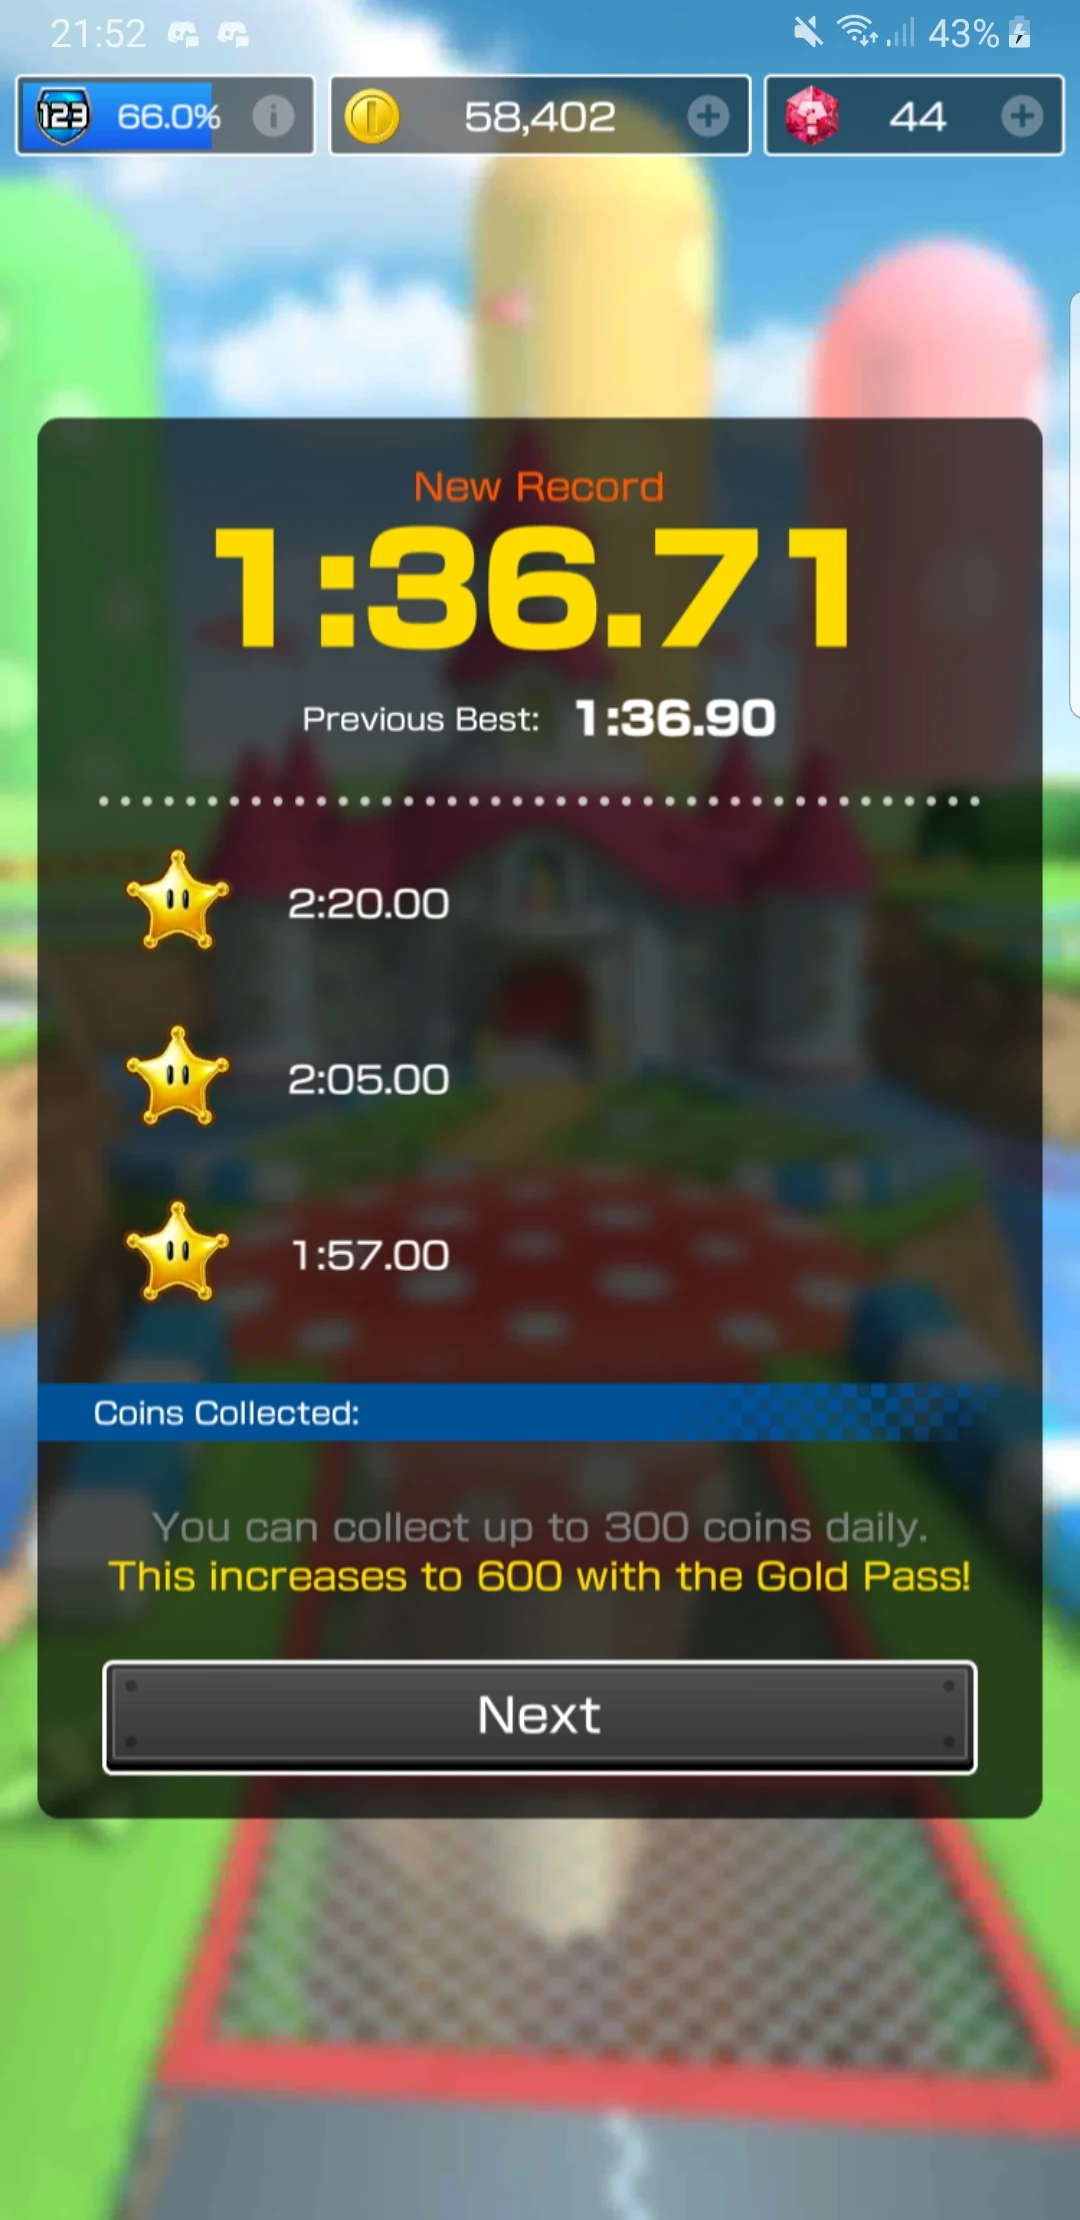 21:52 43%
123 66.0% i 58,402 + ? 44 +
New Record
1:36.71
Previous Best: 1:36.90
2:20.00
2:05.00
1:57.00
Coins Collected:
You can collect up to 300 coins daily.
This increases to 600 with the Gold Pass!
Next